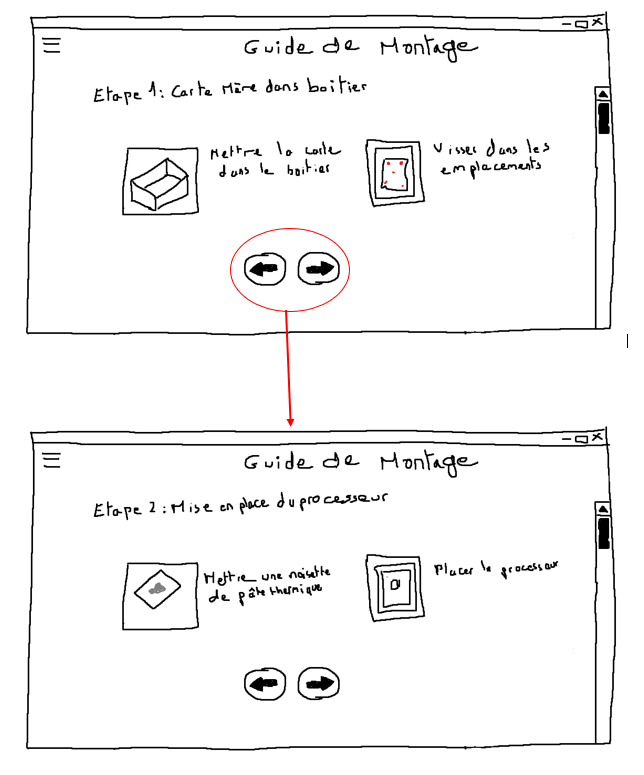 Guide de Montage
Etape 1: Carte Mère dans boitier
Mettre la carte
dans le boitier
Visser dans les
emplacements
Guide de Montage
Etape 2: Mise en place du processeur
Mettre une noisette
de pâte thermique
Placer le processeur